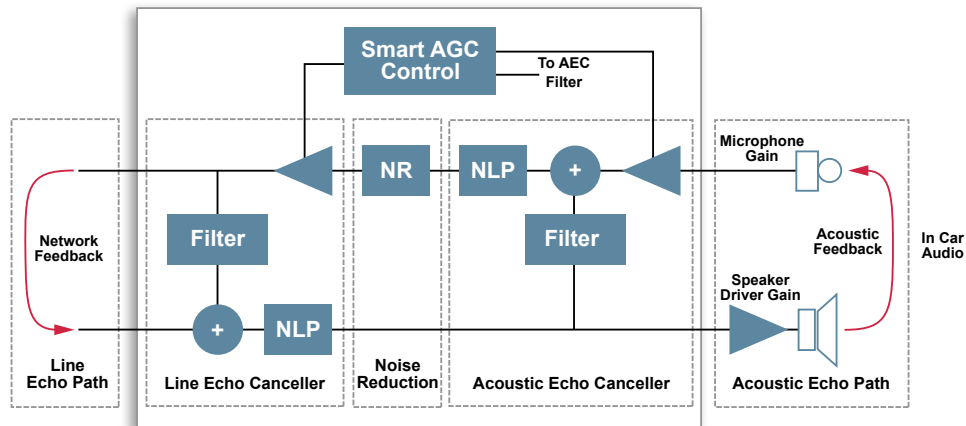 Smart AGC
Control
To AEC
Filter
Microphone
Gain
NR
NLP
+
Filter
Filter
Network
Feedback
Acoustic
Feedback
In Car
Audio
Speaker
Driver Gain
+
NLP
Line
Echo Path
Line Echo Canceller
Noise
Reduction
Acoustic Echo Canceller
Acoustic Echo Path